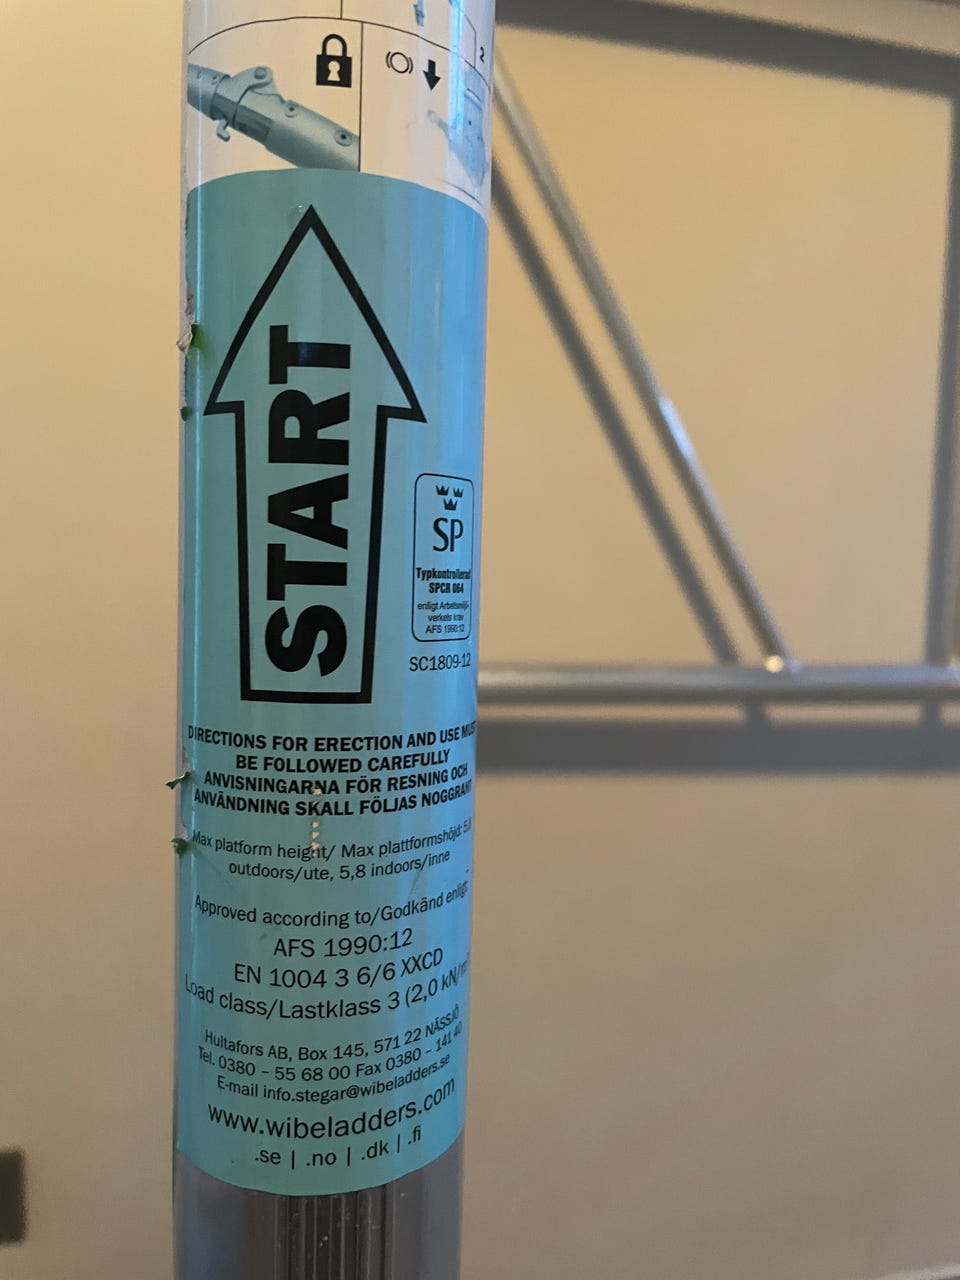 2
START
SP
Typkontrollerad
SPCR 064
enligt Arbetsmiljö-
verkets krav
AFS 1990:12
SC1809-12
DIRECTIONS FOR ERECTION AND USE MUST
BE FOLLOWED CAREFULLY
ANVISNINGARNA FÖR RESNING OCH
ANVÄNDNING SKALL FÖLJAS NOGGRANT
Max platform height/ Max plattformshöjd: 5,8
outdoors/ute, 5,8 indoors/inne
Approved according to/Godkänd enligt:
AFS 1990:12
EN 1004 3 6/6 XXCD
Load class/Lastklass 3 (2,0 kN/m
Hultafors AB, Box 145, 571 22 NÄSSJÖ
Tel. 0380 – 55 68 00 Fax 0380 – 141 40
E-mail info.stegar@wibeladders.se
www.wibeladders.com
.se | .no | .dk | .fi